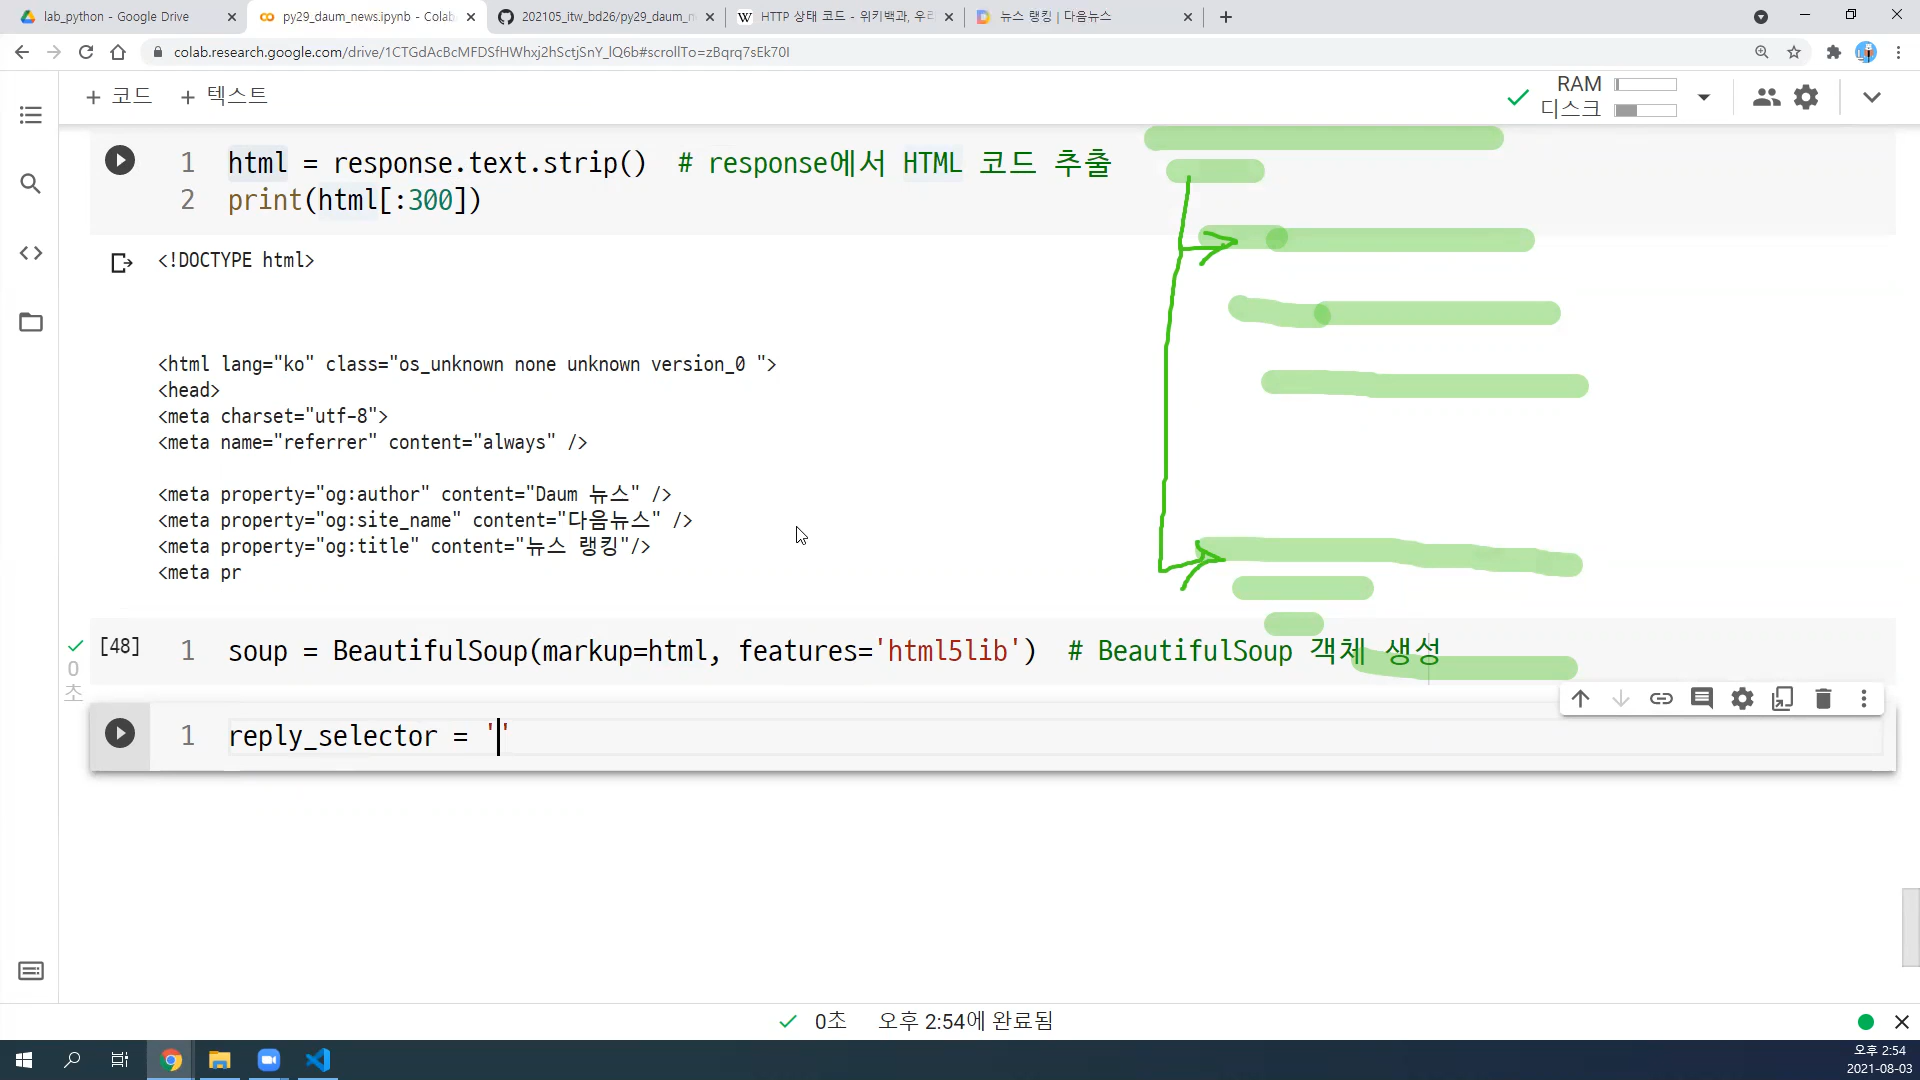 lab_python - Google Drive
py29_daum_news.ipynb - Colab
202105_itw_bd26/py29_daum_n
HTTP 상태 코드 - 위키백과, 우리
뉴스 랭킹 | 다음뉴스
colab.research.google.com/drive/1CTGdAcBcMFDSfHWhxj2hSctjSnY_lQ6b#scrollTo=zBqrq7sEk70I
+ 코드 + 텍스트
RAM
디스크
1 html = response.text.strip() # response에서 HTML 코드 추출
2 print(html[:300])
<!DOCTYPE html>
<html lang="ko" class="os_unknown none unknown version_0 ">
<head>
<meta charset="utf-8">
<meta name="referrer" content="always" />
<meta property="og:author" content="Daum 뉴스" />
<meta property="og:site_name" content="다음뉴스" />
<meta property="og:title" content="뉴스 랭킹"/>
<meta pr
[48] 1 soup = BeautifulSoup(markup=html, features='html5lib') # BeautifulSoup 객체 생성
0
초
1 reply_selector = ''
0초 오후 2:54에 완료됨
오후 2:54
2021-08-03